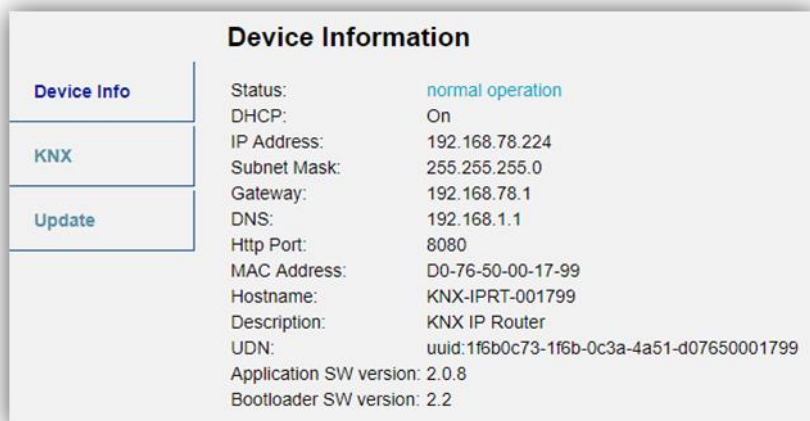 Device Information
Device Info
KNX
Update
Status: normal operation
DHCP: On
IP Address: 192.168.78.224
Subnet Mask: 255.255.255.0
Gateway: 192.168.78.1
DNS: 192.168.1.1
Http Port: 8080
MAC Address: D0-76-50-00-17-99
Hostname: KNX-IPRT-001799
Description: KNX IP Router
UDN: uuid:1f6b0c73-1f6b-0c3a-4a51-d07650001799
Application SW version: 2.0.8
Bootloader SW version: 2.2